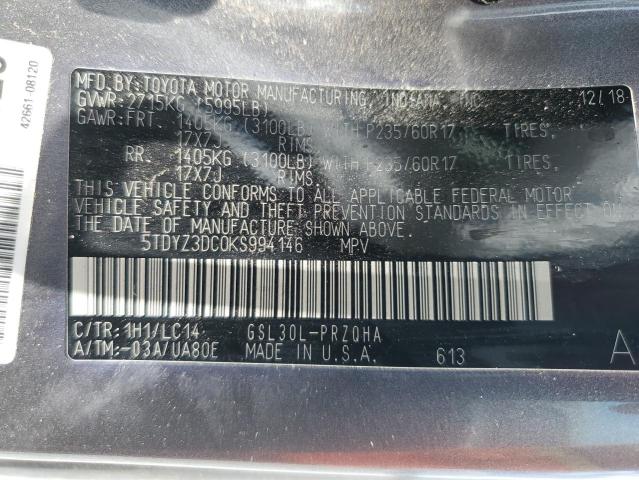 42661-08120
MFD.BY:TOYOTA MOTOR MANUFACTURING, INDIANA, INC. 12/18
GVWR:2715KG (5995LB)
GAWR:FRT 1405KG (3100LB) WITH P235/60R17 TIRES,
17X7J RIMS
RR. 1405KG (3100LB) WITH P235/60R17 TIRES,
17X7J RIMS
THIS VEHICLE CONFORMS TO ALL APPLICABLE FEDERAL MOTOR
VEHICLE SAFETY AND THEFT PREVENTION STANDARDS IN EFFECT ON
THE DATE OF MANUFACTURE SHOWN ABOVE.
5TDYZ3DC0KS994146 MPV
C/TR:1H1/LC14 GSL30L-PRZQHA
A/TM:-03A/UA80E MADE IN U.S.A. 613
A